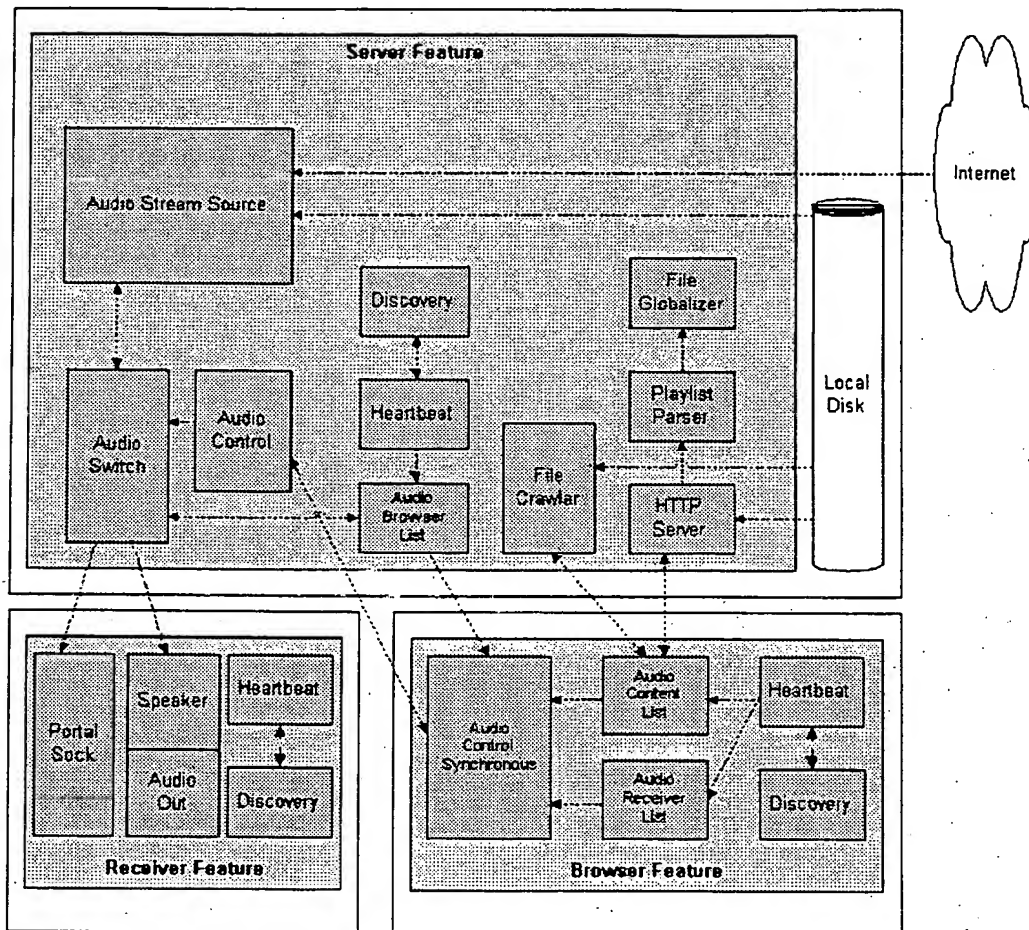 Server Feature
Internet
Audio Stream Source
Discovery
File
Globalizer
Local
Disk
Audio
Switch
Audio
Control
Heartbeat
Playlist
Parser
File
Crawlar
Audio
Browser
List
HTTP
Server
Portal
Sock
Speaker
Audio
Out
Heartbeat
Discovery
Receiver Feature
Audio
Control
Synchronous
Audio
Content
List
Audio
Receiver
List
Heartbeat
Discovery
Browser Feature